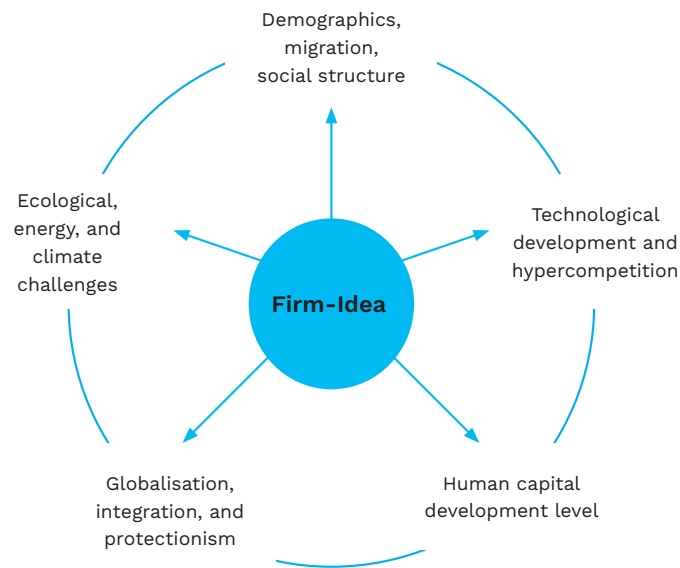 Demographics,
migration,
social structure
Ecological,
energy, and
climate
challenges
Technological
development and
hypercompetition
Firm-Idea
Globalisation,
integration, and
protectionism
Human capital
development level